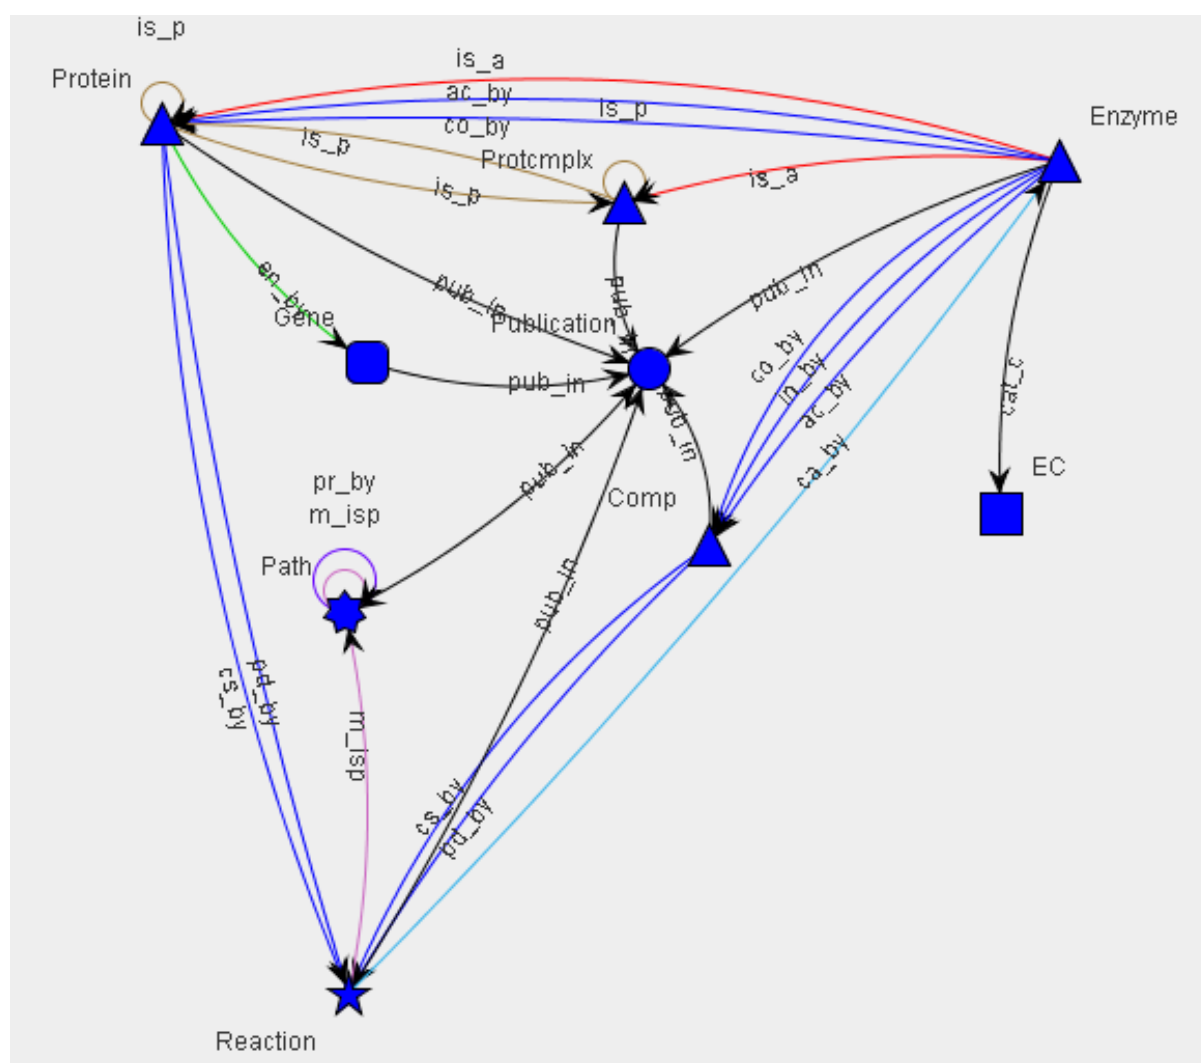 is_p
Protein
is_a
ac_by
is_p
Enzyme
co_by
is_p
Protcmplx
is_p
is_a
en_by
Gene
pub_in
Publication
pub_in
pub_in
pub_in
co_by
in_by
ac_by
ca_by
cat_c
pub_in
pub_in
pr_by
m_isp
Path
Comp
EC
pub_in
cs_by
pd_by
m_isp
cs_by
pd_by
Reaction